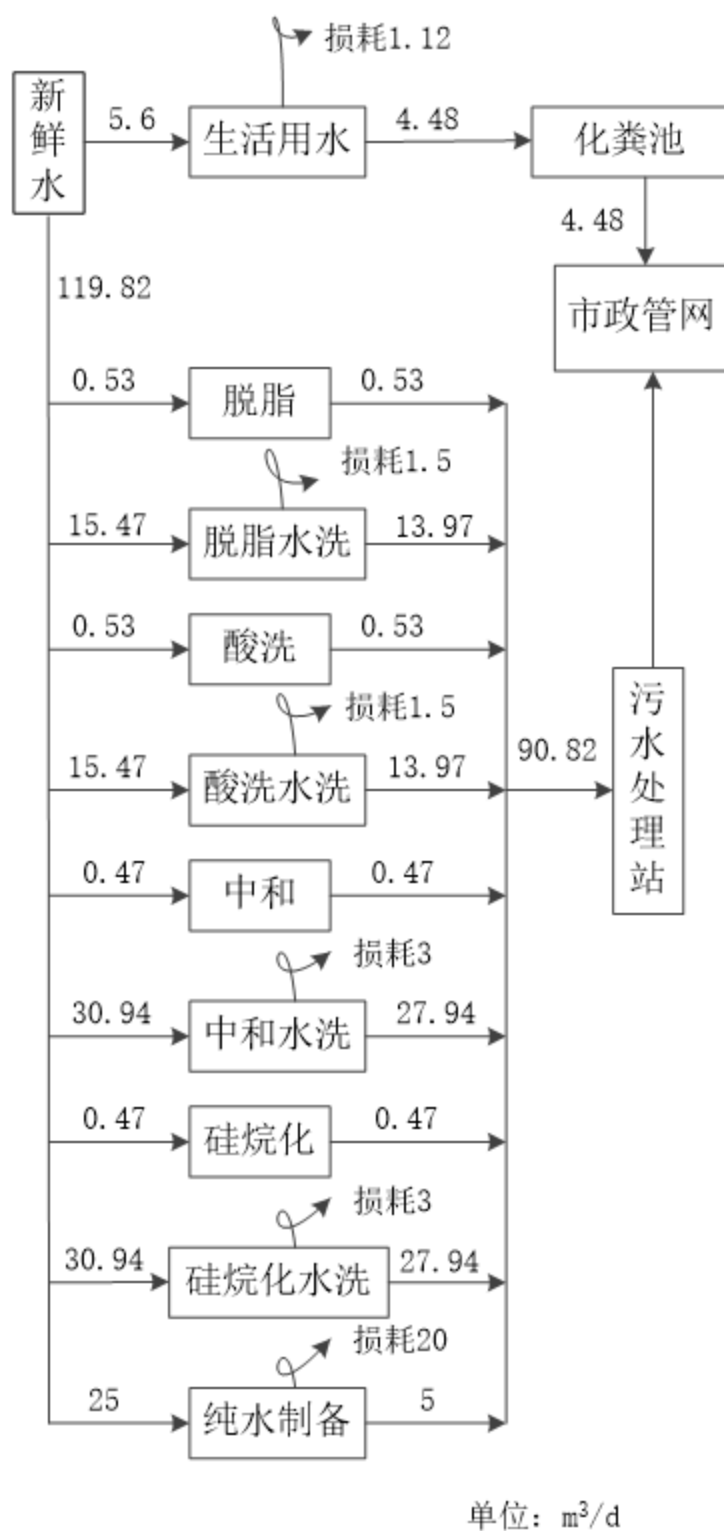 损耗1.12
新鲜水
5.6
生活用水
4.48
化粪池
4.48
119.82
市政管网
0.53
脱脂
0.53
损耗1.5
15.47
脱脂水洗
13.97
0.53
酸洗
0.53
损耗1.5
15.47
酸洗水洗
13.97
90.82
污水处理站
0.47
中和
0.47
损耗3
30.94
中和水洗
27.94
0.47
硅烷化
0.47
损耗3
30.94
硅烷化水洗
27.94
损耗20
25
纯水制备
5
单位：m³/d